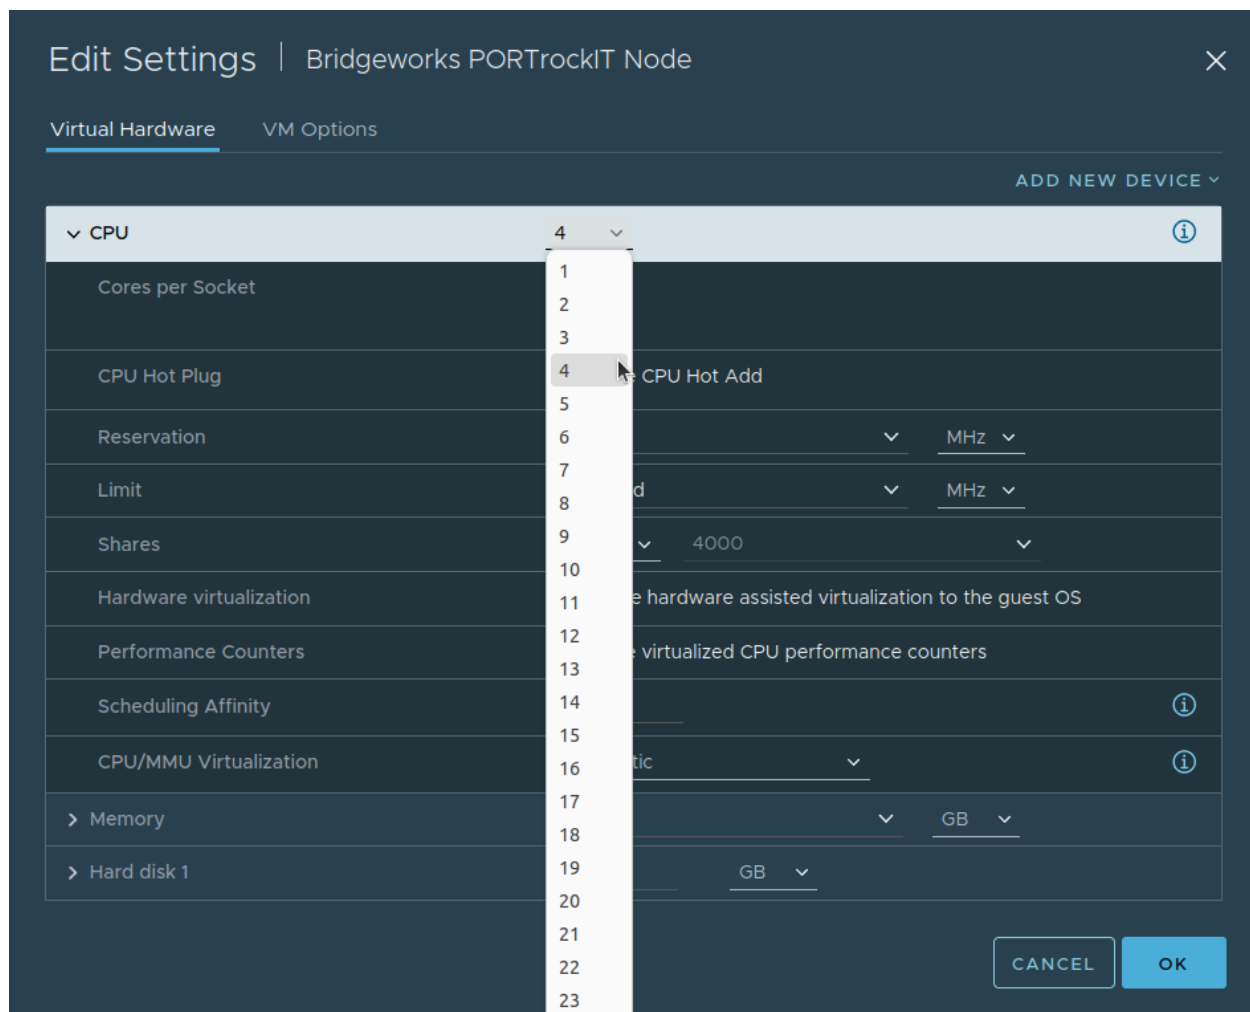 Edit Settings | Bridgeworks PORTrockIT Node
Virtual Hardware VM Options
ADD NEW DEVICE
CPU 4
1
Cores per Socket
2
3
4
CPU Hot Plug CPU Hot Add
5
Reservation 6 MHz
7
Limit d MHz
8
9
Shares 4000
10
Hardware virtualization e hardware assisted virtualization to the guest OS
11
12
Performance Counters virtualized CPU performance counters
13
14
Scheduling Affinity
15
CPU/MMU Virtualization tic
16
17
Memory GB
18
19
Hard disk 1 GB
20
21
22
CANCEL OK
23